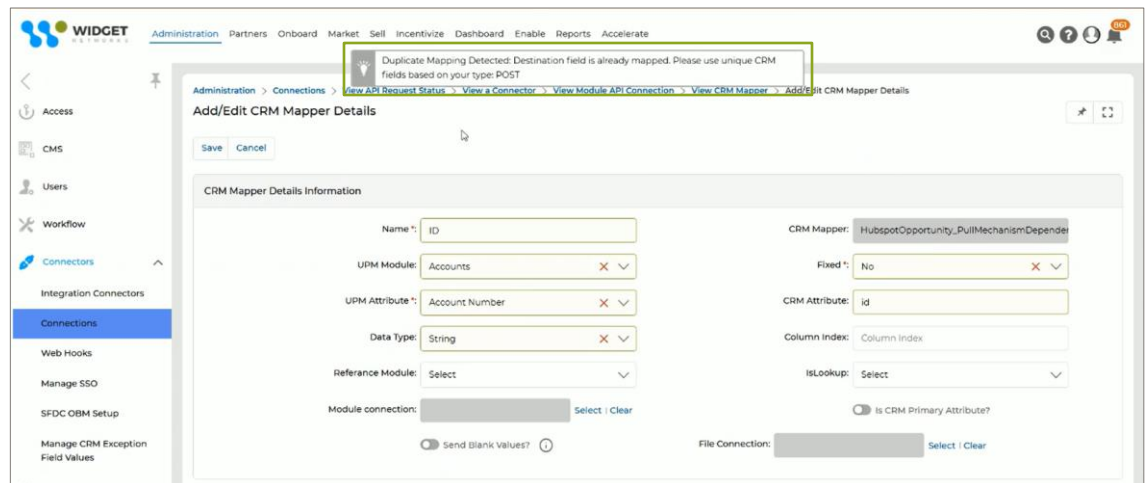 WIDGET
NETWORKS
Administration Partners Onboard Market Sell Incentivize Dashboard Enable Reports Accelerate
861
Duplicate Mapping Detected: Destination field is already mapped. Please use unique CRM
fields based on your type: POST
Administration > Connections > View API Request Status > View a Connector > View Module API Connection > View CRM Mapper > Add/Edit CRM Mapper Details
Add/Edit CRM Mapper Details
Save Cancel
Access
CMS
Users
Workflow
Connectors
Integration Connectors
Connections
Web Hooks
Manage SSO
SFDC OBM Setup
Manage CRM Exception
Field Values
CRM Mapper Details Information
Name *: ID
CRM Mapper: HubspotOpportunity_PullMechanismDepender
UPM Module: Accounts
Fixed *: No
UPM Attribute *: Account Number
CRM Attribute: id
Data Type: String
Column Index: Column Index
Referance Module: Select
IsLookup: Select
Module connection: Select | Clear
Is CRM Primary Attribute?
Send Blank Values?
File Connection: Select | Clear